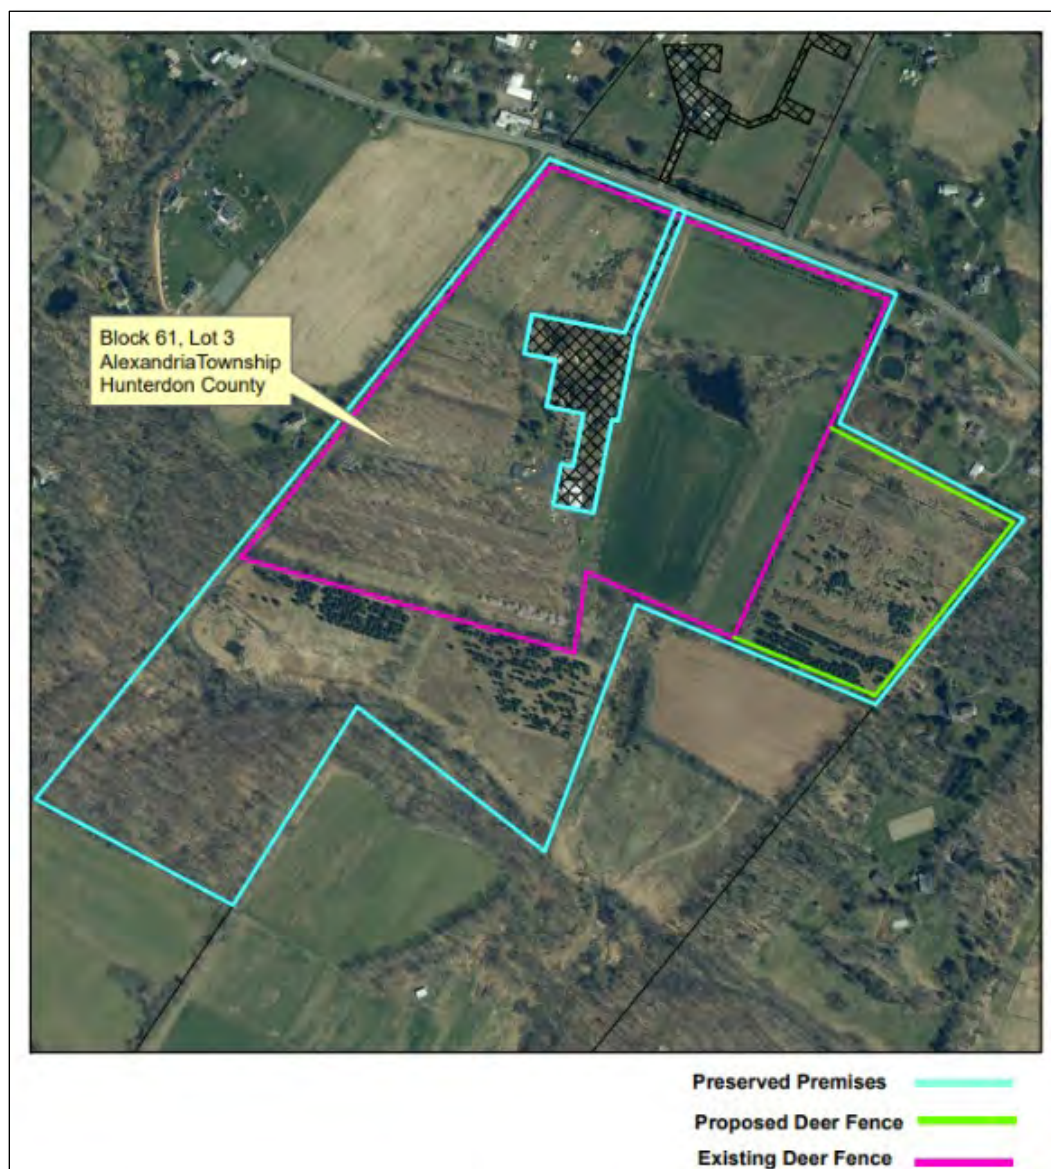 Block 61, Lot 3
AlexandriaTownship
Hunterdon County
Preserved Premises
Proposed Deer Fence
Existing Deer Fence